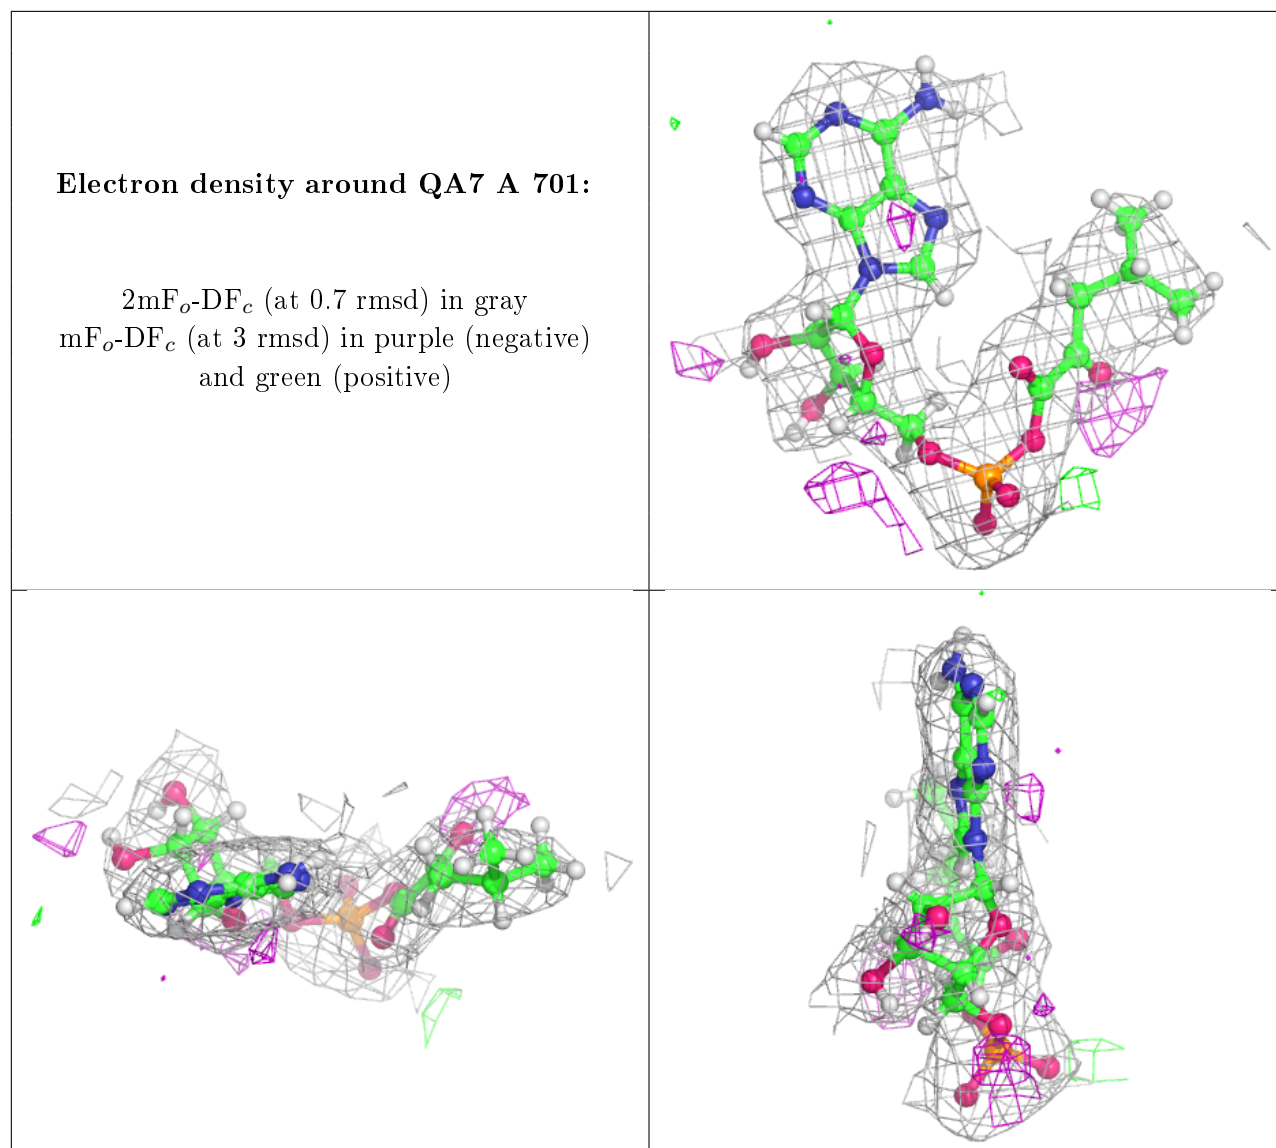 Electron density around QA7 A 701:
2mFo-DFc (at 0.7 rmsd) in gray
mFo-DFc (at 3 rmsd) in purple (negative)
and green (positive)